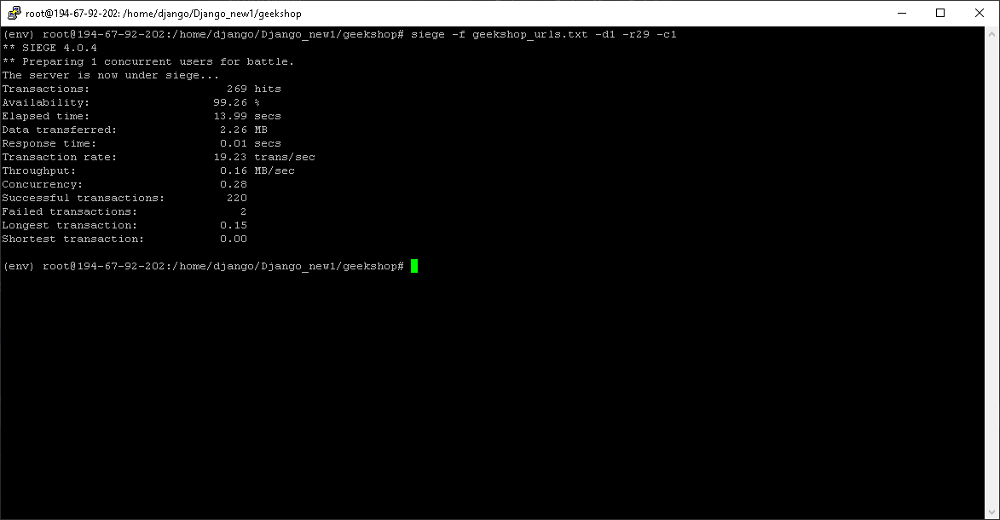 root@194-67-92-202: /home/django/Django_new1/geekshop
(env) root@194-67-92-202:/home/django/Django_new1/geekshop# siege -f geekshop_urls.txt -d1 -r29 -c1
** SIEGE 4.0.4
** Preparing 1 concurrent users for battle.
The server is now under siege...
Transactions: 269 hits
Availability: 99.26 %
Elapsed time: 13.99 secs
Data transferred: 2.26 MB
Response time: 0.01 secs
Transaction rate: 19.23 trans/sec
Throughput: 0.16 MB/sec
Concurrency: 0.28
Successful transactions: 220
Failed transactions: 2
Longest transaction: 0.15
Shortest transaction: 0.00
(env) root@194-67-92-202:/home/django/Django_new1/geekshop#